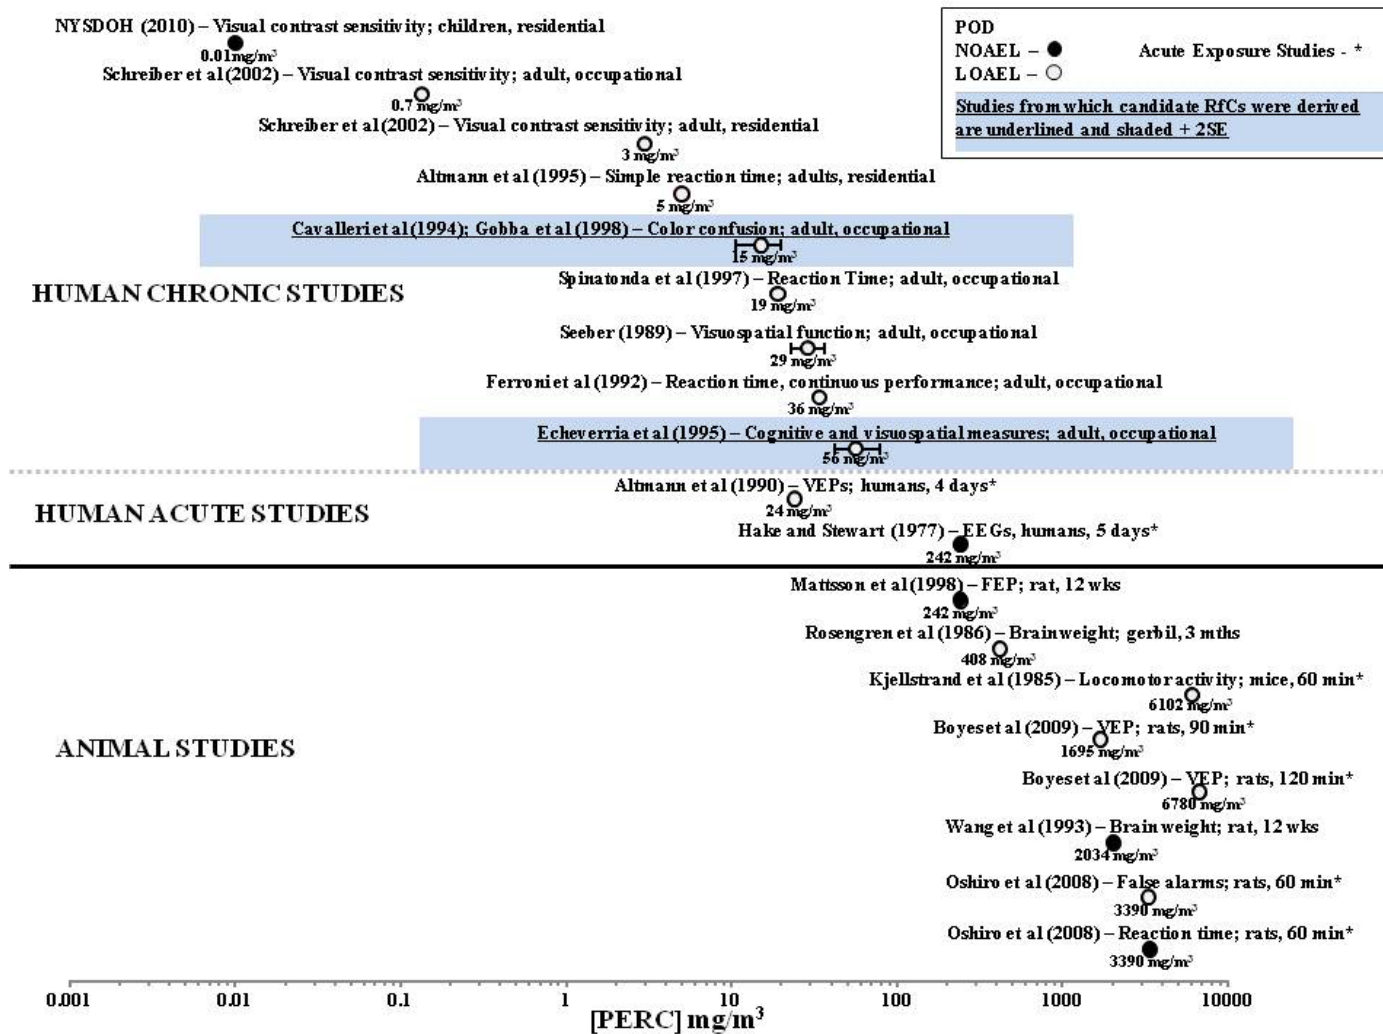 NYSDOH (2010) – Visual contrast sensitivity; children, residential
0.01mg/m³
Schreiber et al (2002) – Visual contrast sensitivity; adult, occupational
0.7 mg/m³
Schreiber et al (2002) – Visual contrast sensitivity; adult, residential
3 mg/m³
Altmann et al (1995) – Simple reaction time; adults, residential
5 mg/m³
Cavalleri et al (1994); Gobba et al (1998) – Color confusion; adult, occupational
15 mg/m³
HUMAN CHRONIC STUDIES
Spinatonda et al (1997) – Reaction Time; adult, occupational
19 mg/m³
Seeber (1989) – Visuospatial function; adult, occupational
29 mg/m³
Ferroni et al (1992) – Reaction time, continuous performance; adult, occupational
36 mg/m³
Echeverria et al (1995) – Cognitive and visuospatial measures; adult, occupational
56 mg/m³
POD
NOAEL –
Acute Exposure Studies - *
LOAEL –
Studies from which candidate RfCs were derived
are underlined and shaded + 2SE
HUMAN ACUTE STUDIES
Altmann et al (1990) – VEPs; humans, 4 days*
24 mg/m³
Hake and Stewart (1977) – EEGs, humans, 5 days*
242 mg/m³
ANIMAL STUDIES
Mattsson et al (1998) – FEP; rat, 12 wks
242 mg/m³
Rosengren et al (1986) – Brain weight; gerbil, 3 mths
408 mg/m³
Kjellstrand et al (1985) – Locomotor activity; mice, 60 min*
6102 mg/m³
Boyes et al (2009) – VEP; rats, 90 min*
1695 mg/m³
Boyes et al (2009) – VEP; rats, 120 min*
6780 mg/m³
Wang et al (1993) – Brain weight; rat, 12 wks
2034 mg/m³
Oshiro et al (2008) – False alarms; rats, 60 min*
3390 mg/m³
Oshiro et al (2008) – Reaction time; rats, 60 min*
3390 mg/m³
0.001 0.01 0.1 1 10 100 1000 10000
[PERC] mg/m³